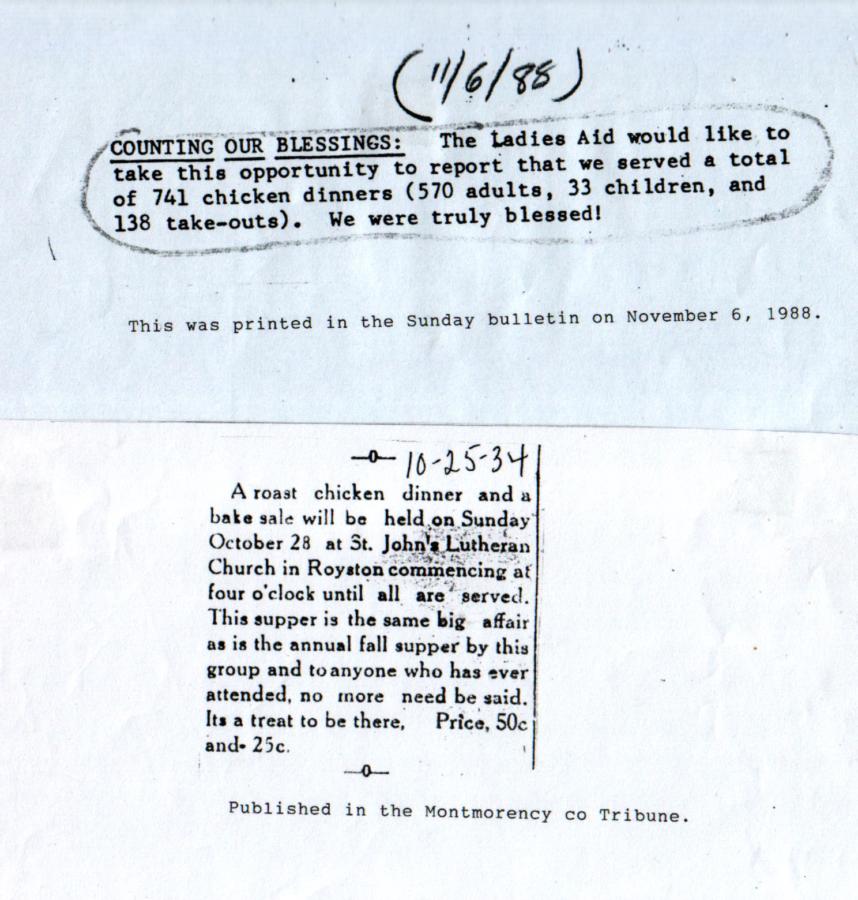 (11/6/88)
COUNTING OUR BLESSINGS: The Ladies Aid would like to
take this opportunity to report that we served a total
of 741 chicken dinners (570 adults, 33 children, and
138 take-outs). We were truly blessed!
This was printed in the Sunday bulletin on November 6, 1988.
—o— 10-25-34
A roast chicken dinner and a
bake sale will be held on Sunday
October 28 at St. John's Lutheran
Church in Royston commencing at
four o'clock until all are served.
This supper is the same big affair
as is the annual fall supper by this
group and to anyone who has ever
attended, no more need be said.
Its a treat to be there, Price, 50c
and- 25c.
—o—
Published in the Montmorency co Tribune.